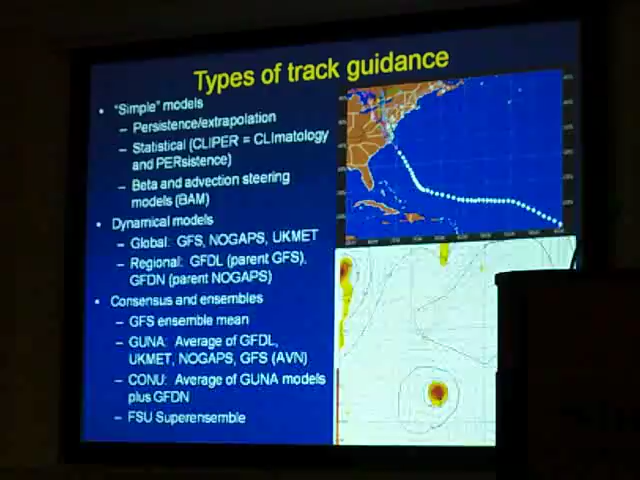 Types of track guidance
• "Simple" models
– Persistence/extrapolation
– Statistical (CLIPER = CLImatology
and PERsistence)
– Beta and advection steering
models (BAM)
• Dynamical models
– Global: GFS, NOGAPS, UKMET
– Regional: GFDL (parent GFS),
GFDN (parent NOGAPS)
• Consensus and ensembles
– GFS ensemble mean
– GUNA: Average of GFDL,
UKMET, NOGAPS, GFS (AVN)
– CONU: Average of GUNA models
plus GFDN
– FSU Superensemble